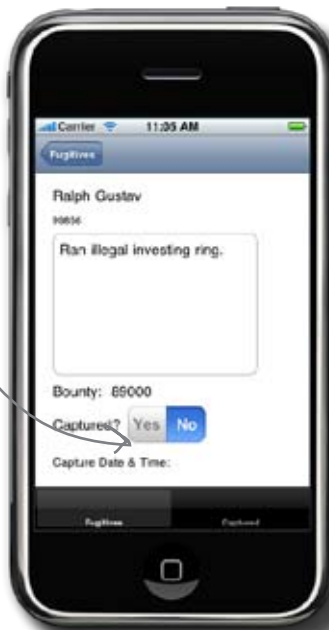 Carrier 11:05 AM
Fugitives
Ralph Gustav
Ran illegal investing ring.
Bounty: 89000
Captured? Yes No
Capture Date & Time:
Fugitives Captured